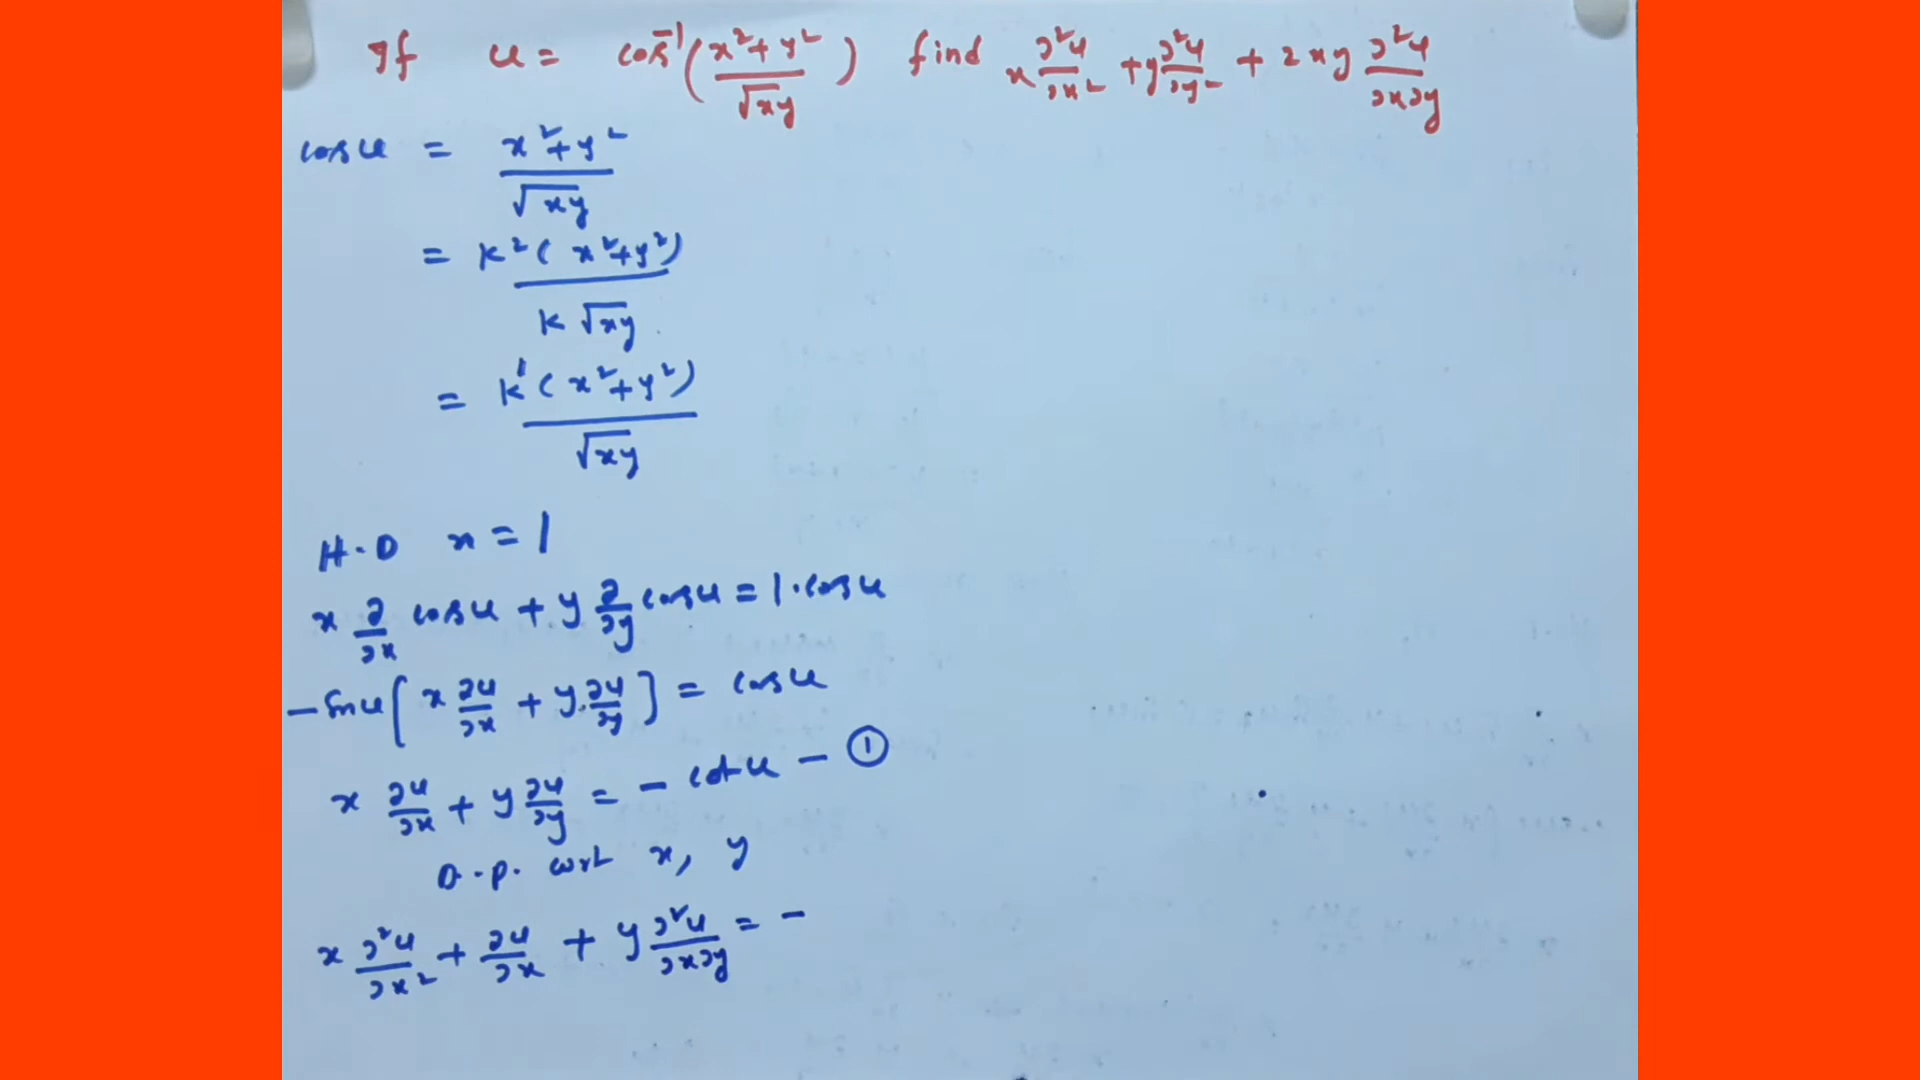 If u = cos⁻¹((x²+y²)/√xy) find x ∂²u/∂x² + y ∂²u/∂y² + 2xy ∂²u/∂x∂y
cos u = (x²+y²)/√xy
= K²(x²+y²)/K√xy
= K¹(x²+y²)/√xy
H.D n = 1
x ∂/∂x cos u + y ∂/∂y cos u = 1.cos u
- Sin u [x ∂u/∂x + y.∂u/∂y] = cos u
x ∂u/∂x + y ∂u/∂y = - cot u - ①
D.p. wrt x, y
x ∂²u/∂x² + ∂u/∂x + y ∂²u/∂x∂y = -